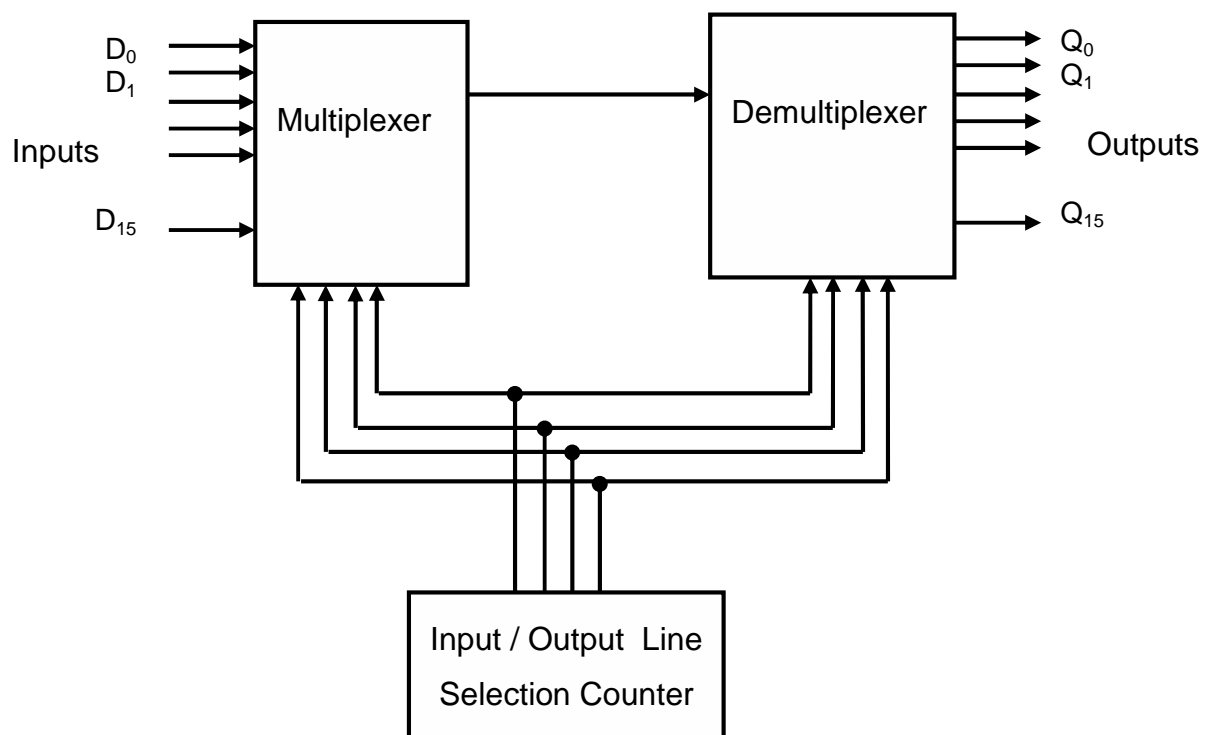 D₀
D₁
Inputs
D₁₅
Multiplexer
Demultiplexer
Q₀
Q₁
Outputs
Q₁₅
Input / Output Line
Selection Counter